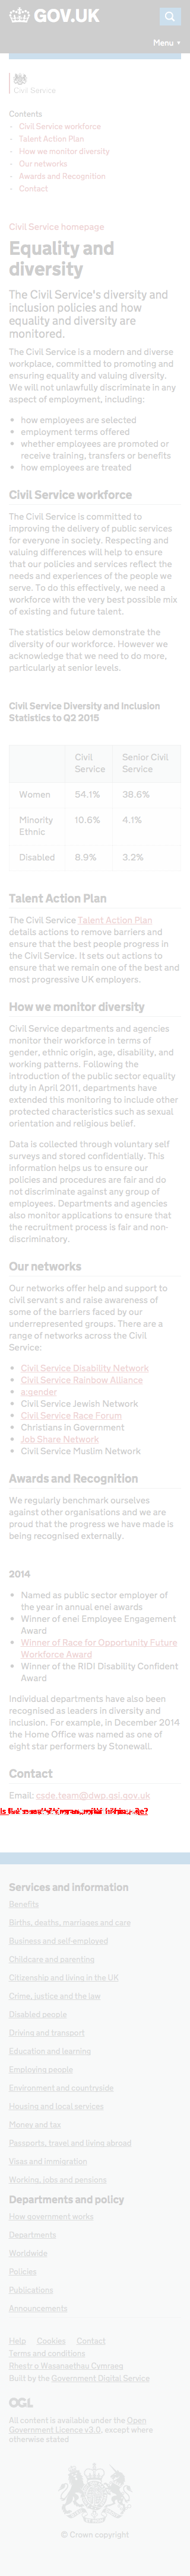 GOV.UK
Menu
Civil Service
Contents
Civil Service workforce
Talent Action Plan
How we monitor diversity
Our networks
Awards and Recognition
Contact
Civil Service homepage
Equality and
diversity
The Civil Service's diversity and
inclusion policies and how
equality and diversity are
monitored.
The Civil Service is a modern and diverse
workplace, committed to promoting and
ensuring equality and diversity.
We will not unlawfully discriminate in any
aspect of employment including:
how employees are selected
employment terms offered
whether employees are promoted or
receive training, transfers or benefits
how employees are treated
Civil Service workforce
The Civil Service is committed to
improving the delivery of public services
for everyone in society. Respecting and
valuing differences will help to ensure
that our policies and services reflect the
needs and experiences of the people we
serve. To do this, we need to ensure that
we retain and recruit the best possible mix
of existing and future talent.
The statistics below demonstrate the
diversity of our workforce. However we
acknowledge that we need to do more,
particularly at senior levels.
Civil Service Diversity and Inclusion
Statistics to Q2 2015
Civil Service
Senior Civil Service
Women 54.1% 38.6%
Minority Ethnic 10.6% 4.1%
Disabled 8.9% 3.2%
Talent Action Plan
The Civil Service Talent Action Plan
details actions to remove barriers and
ensure that the best people progress in
the Civil Service. It sets out actions to
ensure that we remain one of the best and
most progressive UK employers.
How we monitor diversity
Civil Service departments and agencies
monitor their workforce in terms of
gender, ethnic origin, age, disability, and
working patterns. Following the
introduction of the public sector equality
duty in April 2011, departments have
extended this monitoring to include other
protected characteristics such as sexual
orientation and religious belief.
Data is collected through voluntary self
surveys and stored confidentially. This
information helps us to ensure our
policies and procedures are fair and do
not discriminate against any group of
employees. Departments and agencies
also monitor applications to ensure that
the recruitment process is fair and non-
discriminatory.
Our networks
Our networks offer help and support to
civil servant s and raise awareness of
some of the barriers faced by our
underrepresented groups. There are a
range of networks across the Civil
Service:
Civil Service Disability Network
Civil Service Rainbow Alliance
a:gender
Civil Service Jewish Network
Civil Service Race Forum
Christians in Government
Job Share Network
Civil Service Muslim Network
Awards and Recognition
We regularly benchmark ourselves
against other organisations and we are
proud that the progress we have made is
being recognised externally.
2014
Named as public sector employer of
the year in annual enei awards
Winner of enei Employee Engagement
Award
Winner of Race for Opportunity Future
Workforce Award
Winner of the RIDI Disability Confident
Award
Individual departments have also been
recognised as leaders in diversity and
inclusion. For example, in December 2014
the Home Office was named as one of
eight star performers by Stonewall.
Contact
Email: csde.team@dwp.gsi.gov.uk
Services and information
Benefits
Births, deaths, marriages and care
Business and self-employed
Childcare and parenting
Citizenship and living in the UK
Crime, justice and the law
Disabled people
Driving and transport
Education and learning
Employing people
Environment and countryside
Housing and local services
Money and tax
Passports, travel and living abroad
Visas and immigration
Working, jobs and pensions
Departments and policy
How government works
Departments
Worldwide
Policies
Publications
Announcements
Help Cookies Contact
Terms and conditions
Rhestr o Wasanaethau Cymraeg
Built by the Government Digital Service
OGL
All content is available under the Open
Government Licence v3.0, except where
otherwise stated
© Crown copyright